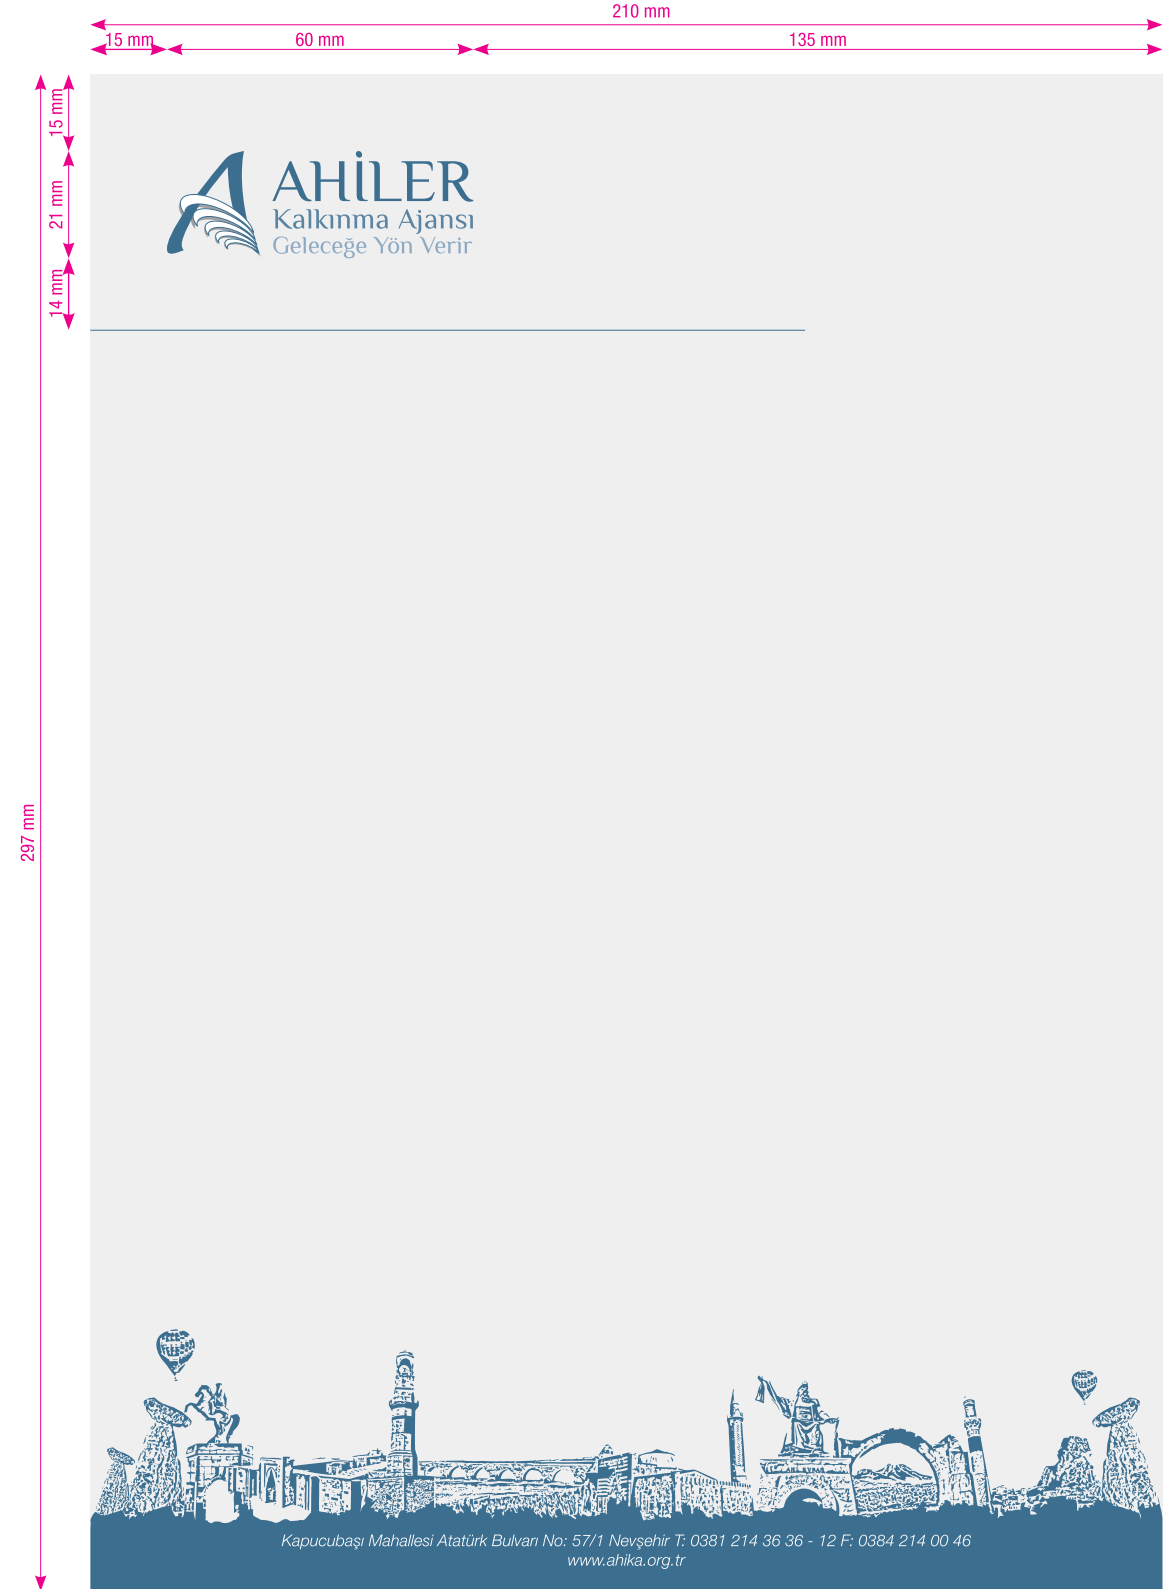 210 mm
15 mm
60 mm
135 mm
15 mm
21 mm
14 mm
297 mm
AHİLER
Kalkınma Ajansı
Geleceğe Yön Verir
Kapucubaşı Mahallesi Atatürk Bulvarı No: 57/1 Nevşehir T: 0381 214 36 36 - 12 F: 0384 214 00 46
www.ahika.org.tr